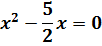 x² − 5/2 x = 0